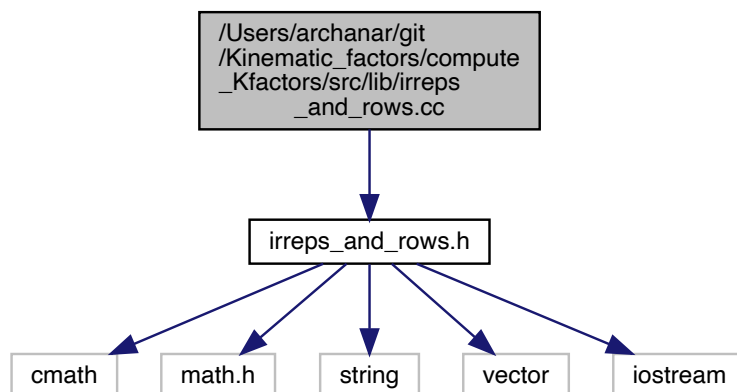 /Users/archanar/git
/Kinematic_factors/compute
_Kfactors/src/lib/irreps
_and_rows.cc
irreps_and_rows.h
cmath
math.h
string
vector
iostream